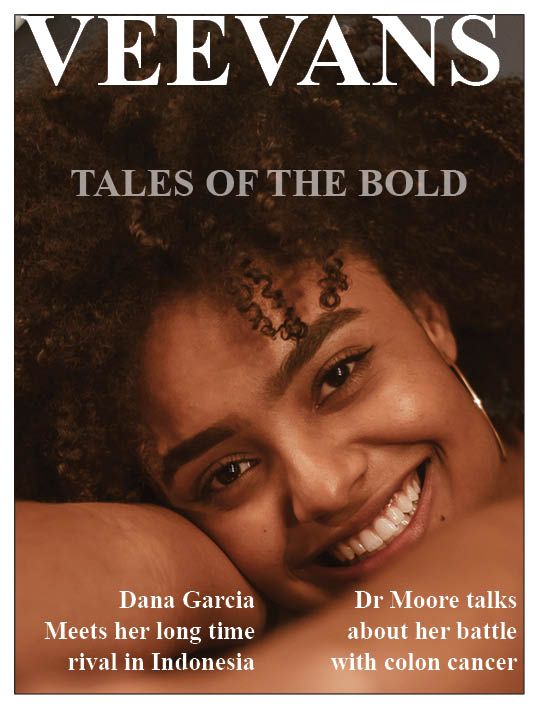 VEEVANS
TALES OF THE BOLD
Dana Garcia
Meets her long time
rival in Indonesia
Dr Moore talks
about her battle
with colon cancer